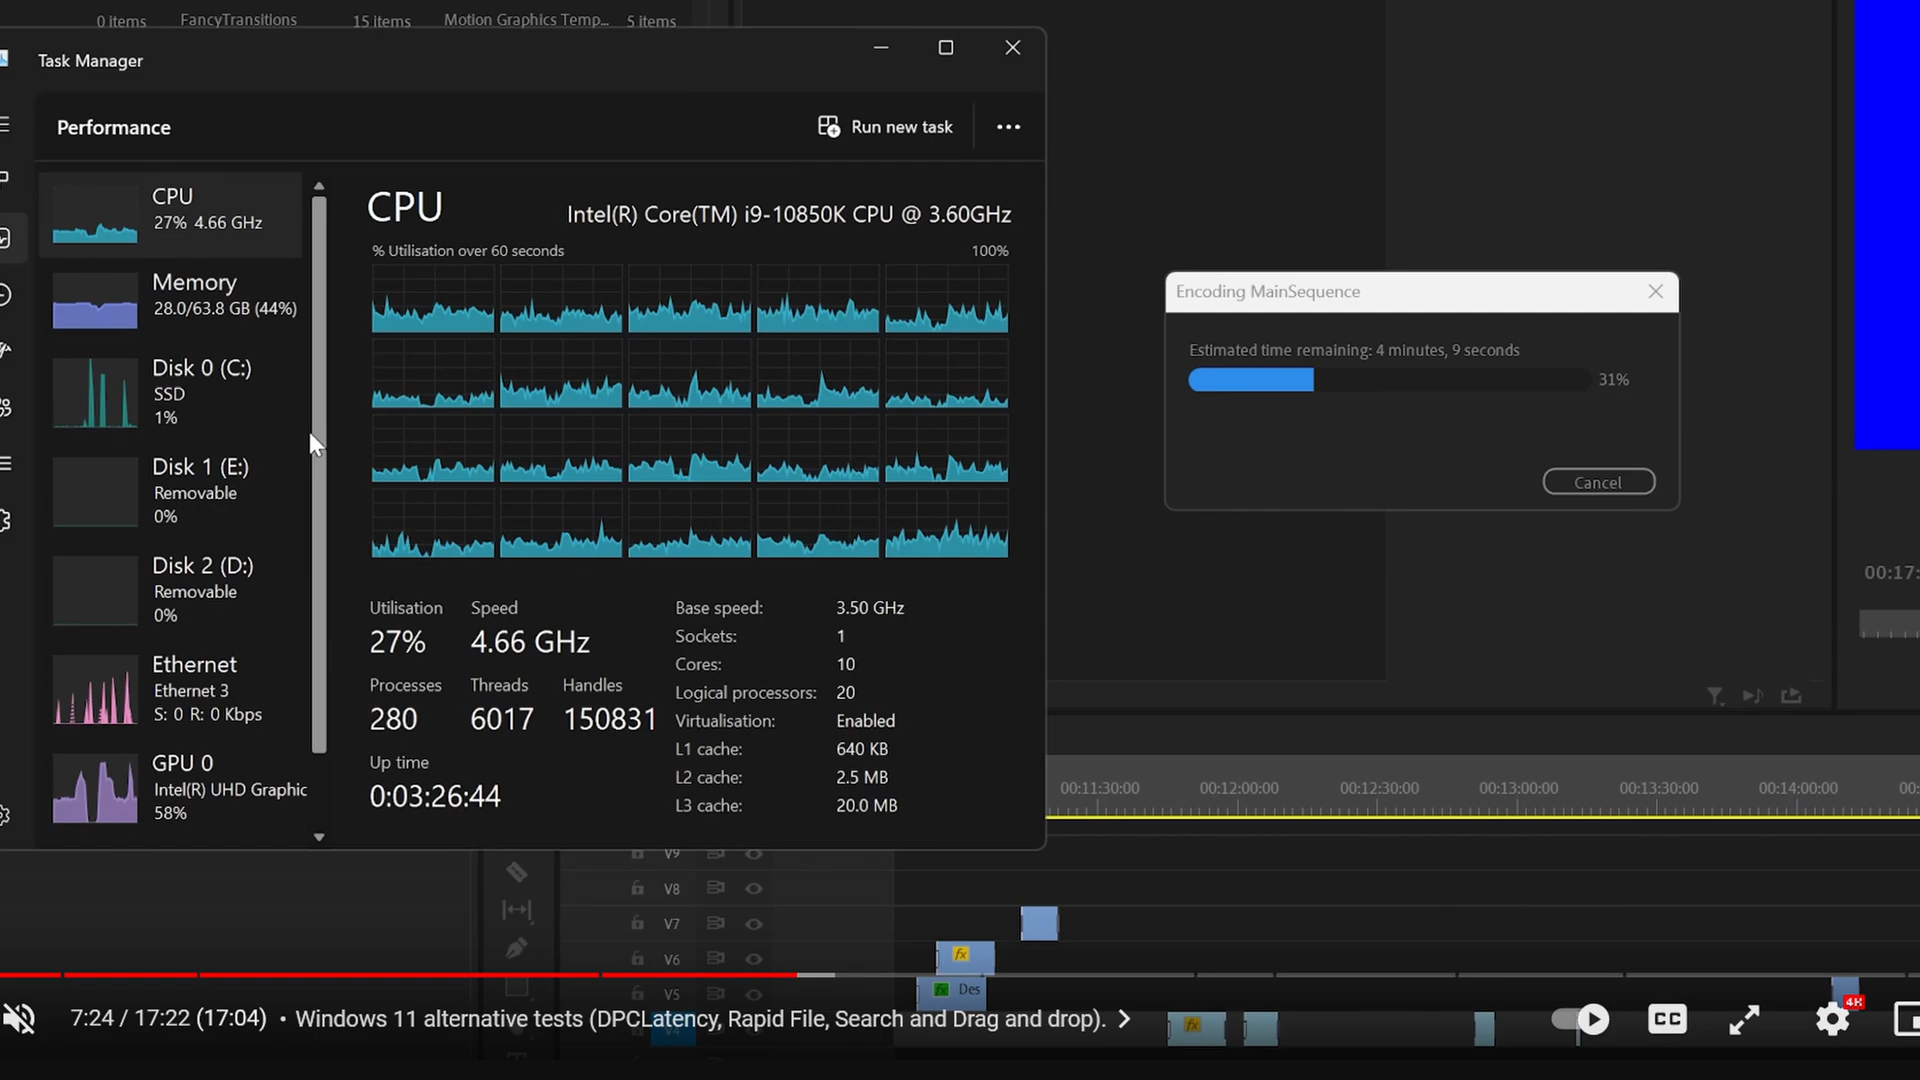 0 items FancyTransitions 15 items Motion Graphics Temp... 5 items
Task Manager
Performance
Run new task
CPU
27% 4.66 GHz
Memory
28.0/63.8 GB (44%)
Disk 0 (C:)
SSD
1%
Disk 1 (E:)
Removable
0%
Disk 2 (D:)
Removable
0%
Ethernet
Ethernet 3
S: 0 R: 0 Kbps
GPU 0
Intel(R) UHD Graphic
58%
CPU
Intel(R) Core(TM) i9-10850K CPU @ 3.60GHz
% Utilisation over 60 seconds 100%
Utilisation Speed
27% 4.66 GHz
Processes Threads Handles
280 6017 150831
Up time
0:03:26:44
Base speed: 3.50 GHz
Sockets: 1
Cores: 10
Logical processors: 20
Virtualisation: Enabled
L1 cache: 640 KB
L2 cache: 2.5 MB
L3 cache: 20.0 MB
Encoding MainSequence
Estimated time remaining: 4 minutes, 9 seconds
31%
Cancel
00:17:
00:11:30:00 00:12:00:00 00:12:30:00 00:13:00:00 00:13:30:00 00:14:00:00 00:
V9
V8
V7
V6
fx
V5
fx Des
V4
fx
7:24 / 17:22 (17:04) • Windows 11 alternative tests (DPCLatency, Rapid File, Search and Drag and drop).
CC
4K